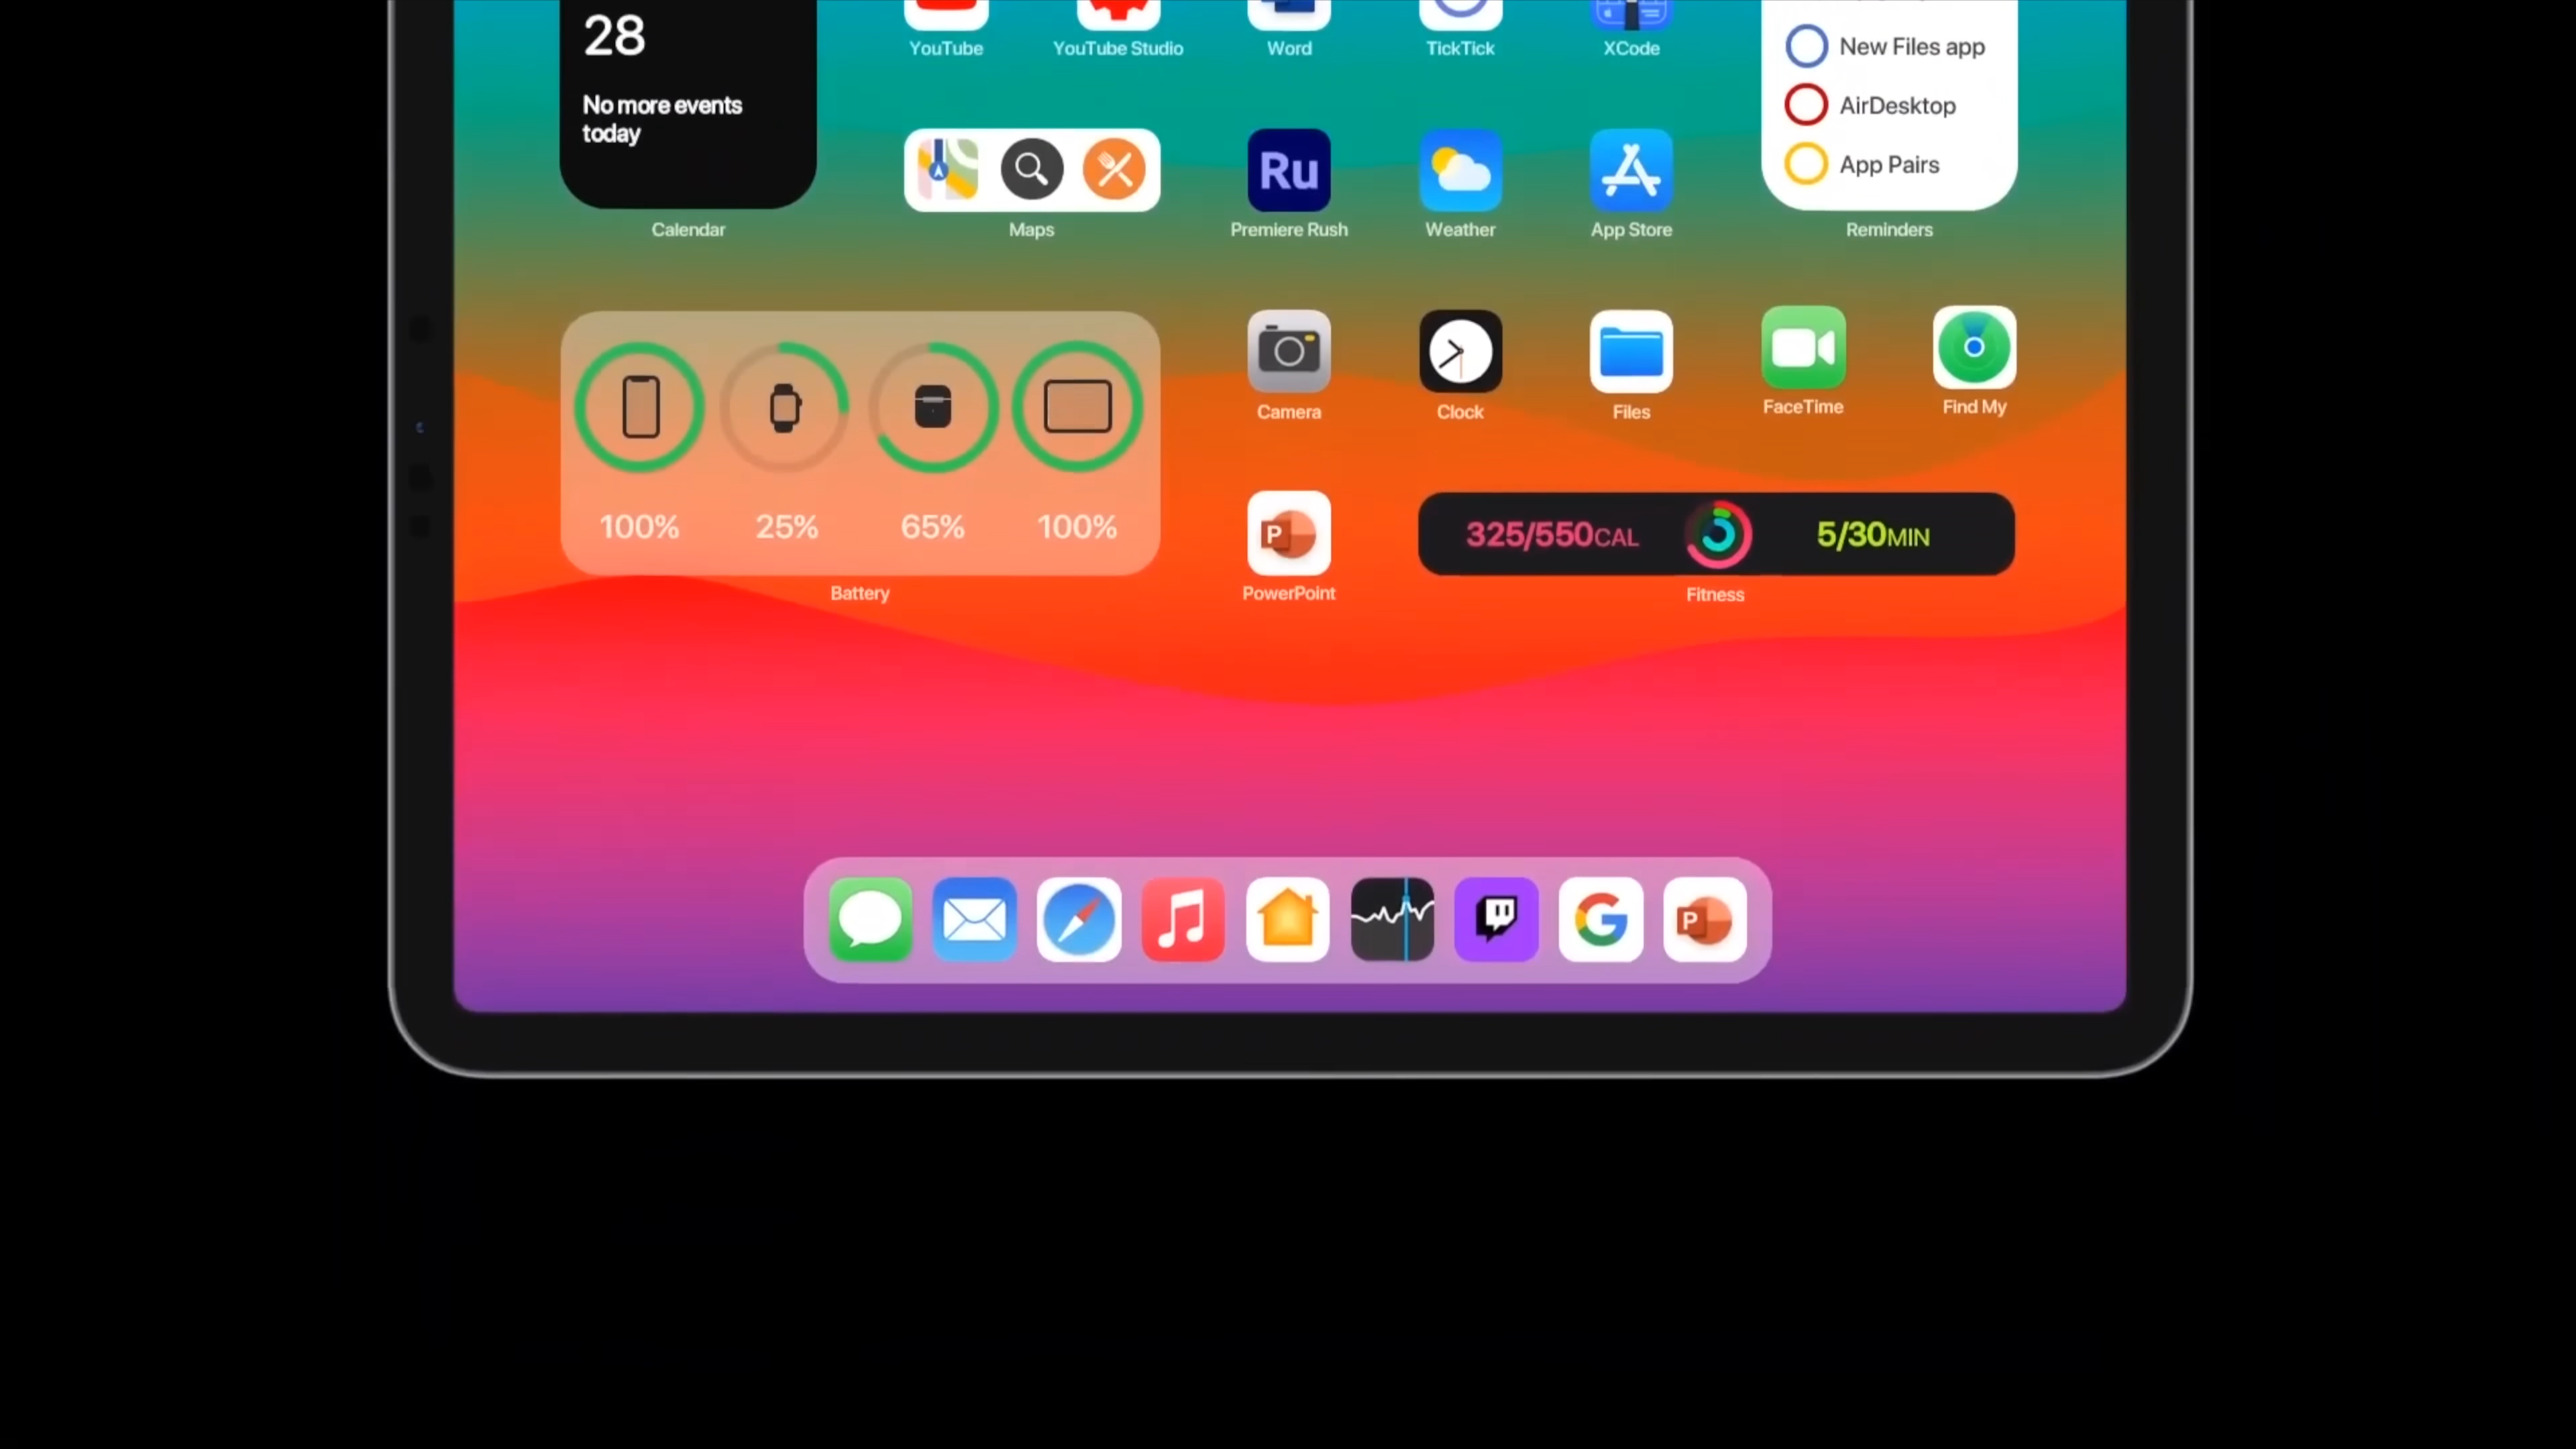 28
No more events
today
Calendar
YouTube
YouTube Studio
Word
TickTick
XCode
New Files app
AirDesktop
App Pairs
Reminders
Maps
Ru
Premiere Rush
Weather
App Store
100%
25%
65%
100%
Battery
Camera
Clock
Files
FaceTime
Find My
P
PowerPoint
325/550CAL
5/30MIN
Fitness
G
P